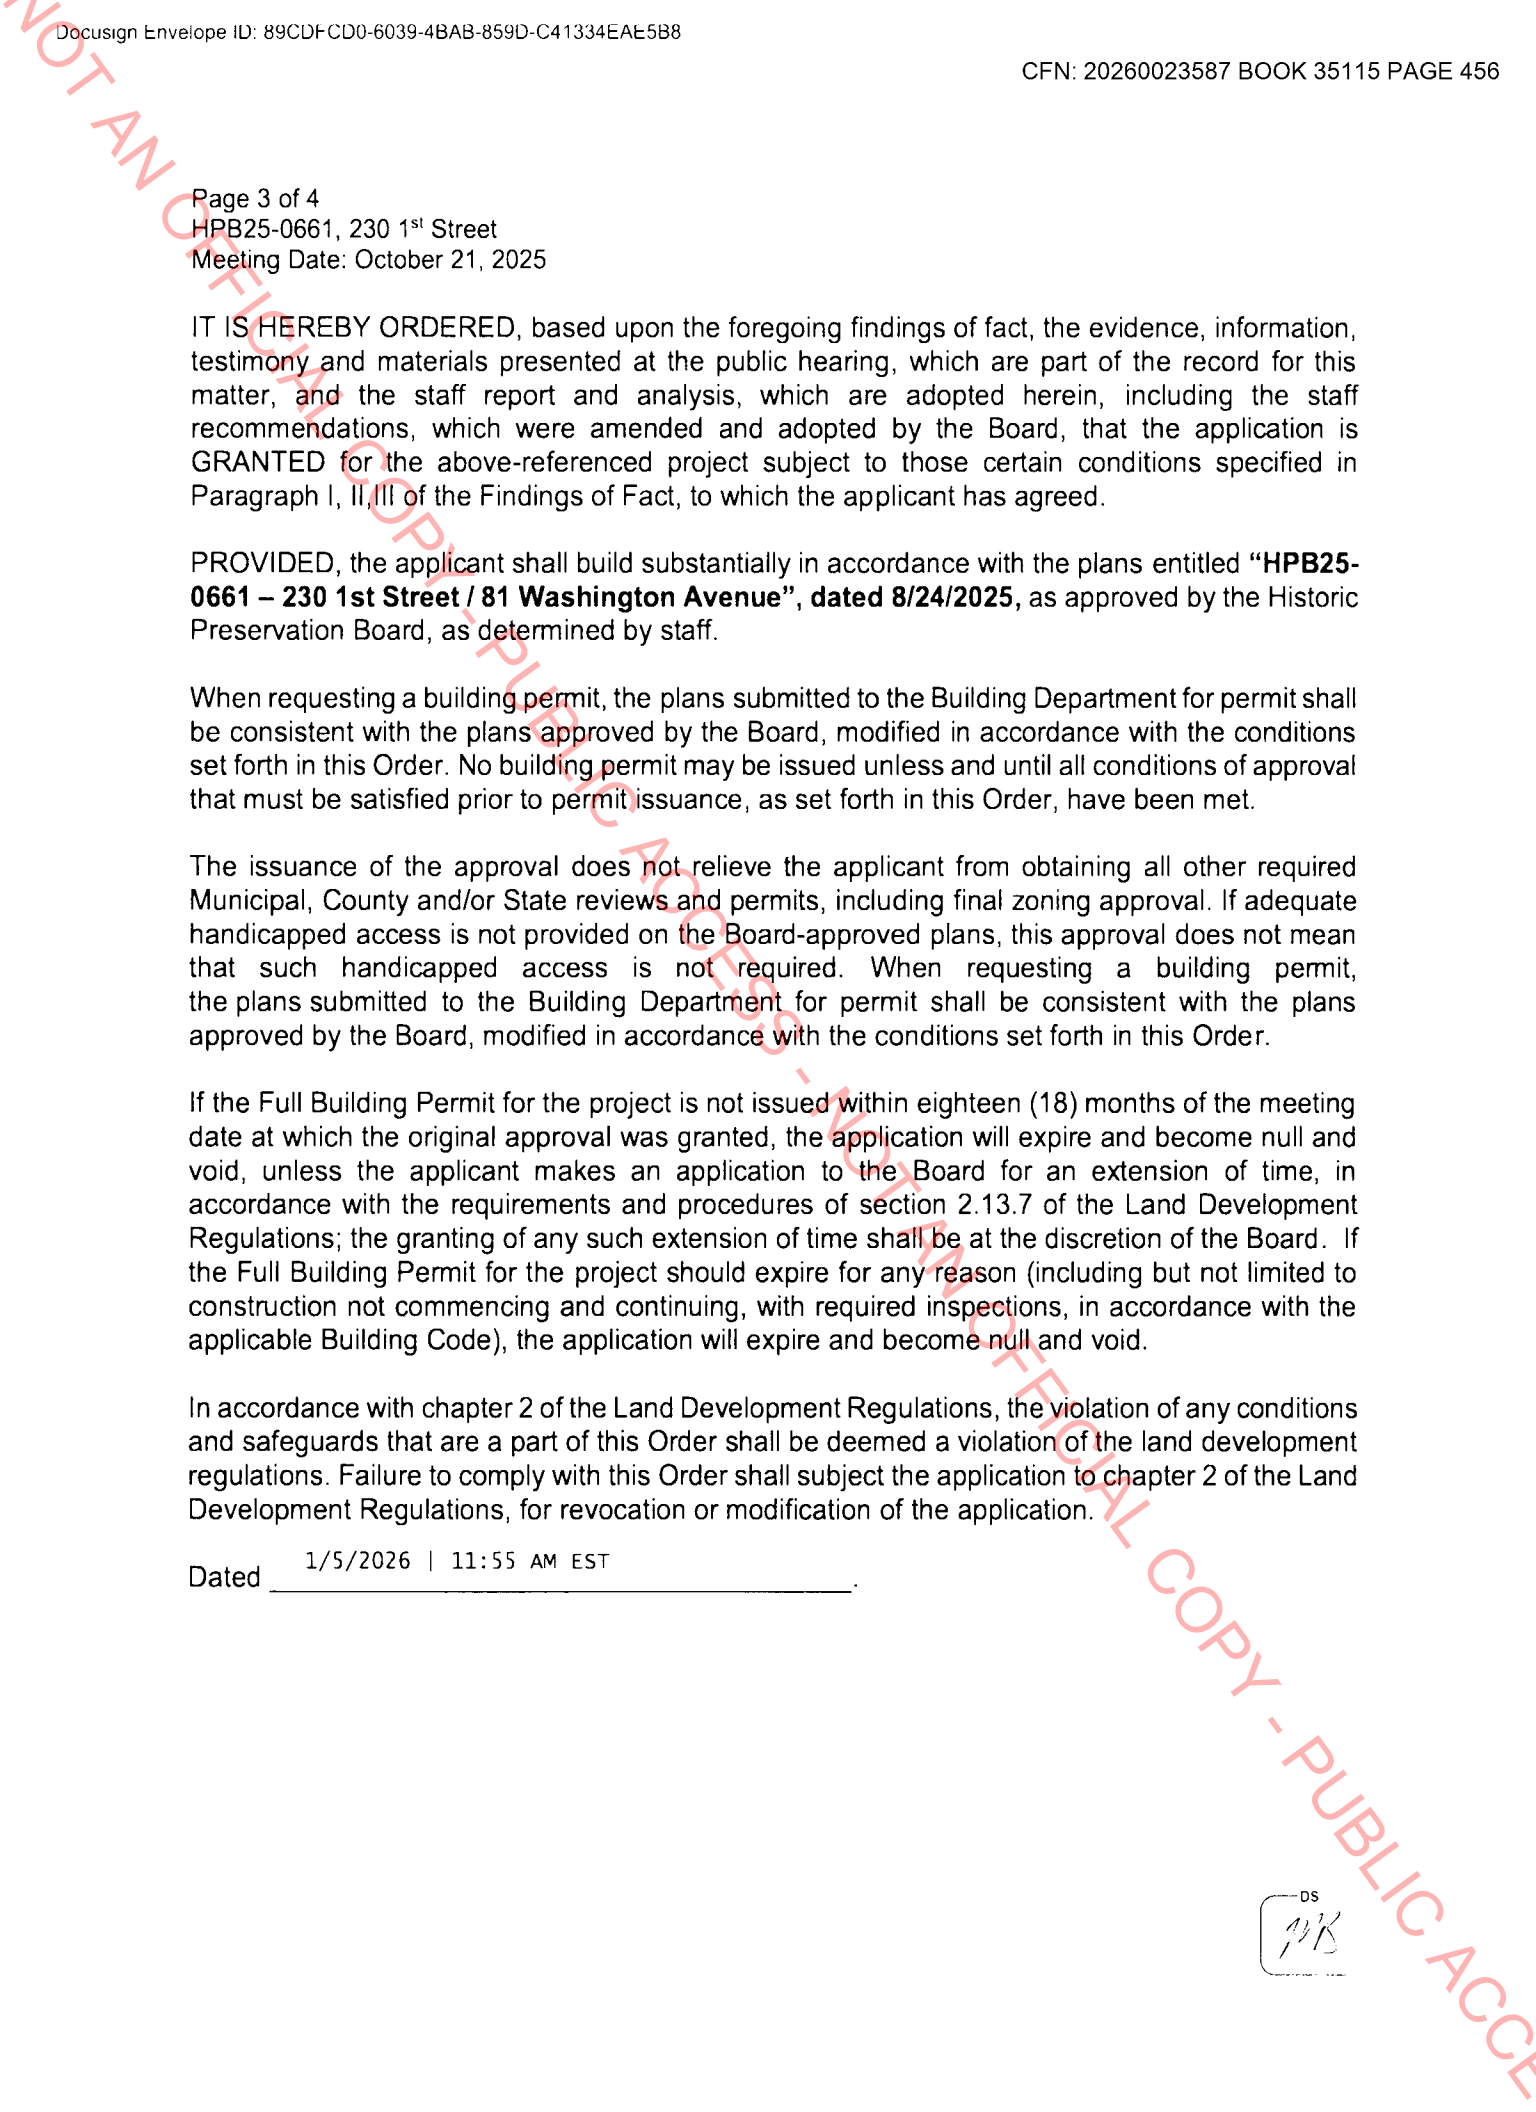 Docusign Envelope ID: 89CDFCD0-6039-4BAB-859D-C41334EAE5B8
CFN: 20260023587 BOOK 35115 PAGE 456
Page 3 of 4
HPB25-0661, 230 1st Street
Meeting Date: October 21, 2025
IT IS HEREBY ORDERED, based upon the foregoing findings of fact, the evidence, information,
testimony and materials presented at the public hearing, which are part of the record for this
matter, and the staff report and analysis, which are adopted herein, including the staff
recommendations, which were amended and adopted by the Board, that the application is
GRANTED for the above-referenced project subject to those certain conditions specified in
Paragraph I, II,III of the Findings of Fact, to which the applicant has agreed.
PROVIDED, the applicant shall build substantially in accordance with the plans entitled “HPB25-
0661 – 230 1st Street / 81 Washington Avenue”, dated 8/24/2025, as approved by the Historic
Preservation Board, as determined by staff.
When requesting a building permit, the plans submitted to the Building Department for permit shall
be consistent with the plans approved by the Board, modified in accordance with the conditions
set forth in this Order. No building permit may be issued unless and until all conditions of approval
that must be satisfied prior to permit issuance, as set forth in this Order, have been met.
The issuance of the approval does not relieve the applicant from obtaining all other required
Municipal, County and/or State reviews and permits, including final zoning approval. If adequate
handicapped access is not provided on the Board-approved plans, this approval does not mean
that such handicapped access is not required. When requesting a building permit,
the plans submitted to the Building Department for permit shall be consistent with the plans
approved by the Board, modified in accordance with the conditions set forth in this Order.
If the Full Building Permit for the project is not issued within eighteen (18) months of the meeting
date at which the original approval was granted, the application will expire and become null and
void, unless the applicant makes an application to the Board for an extension of time, in
accordance with the requirements and procedures of section 2.13.7 of the Land Development
Regulations; the granting of any such extension of time shall be at the discretion of the Board. If
the Full Building Permit for the project should expire for any reason (including but not limited to
construction not commencing and continuing, with required inspections, in accordance with the
applicable Building Code), the application will expire and become null and void.
In accordance with chapter 2 of the Land Development Regulations, the violation of any conditions
and safeguards that are a part of this Order shall be deemed a violation of the land development
regulations. Failure to comply with this Order shall subject the application to chapter 2 of the Land
Development Regulations, for revocation or modification of the application.
Dated 1/5/2026 | 11:55 AM EST.
DS
NOT AN OFFICIAL COPY - PUBLIC ACCESS - NOT AN OFFICIAL COPY - PUBLIC ACCE